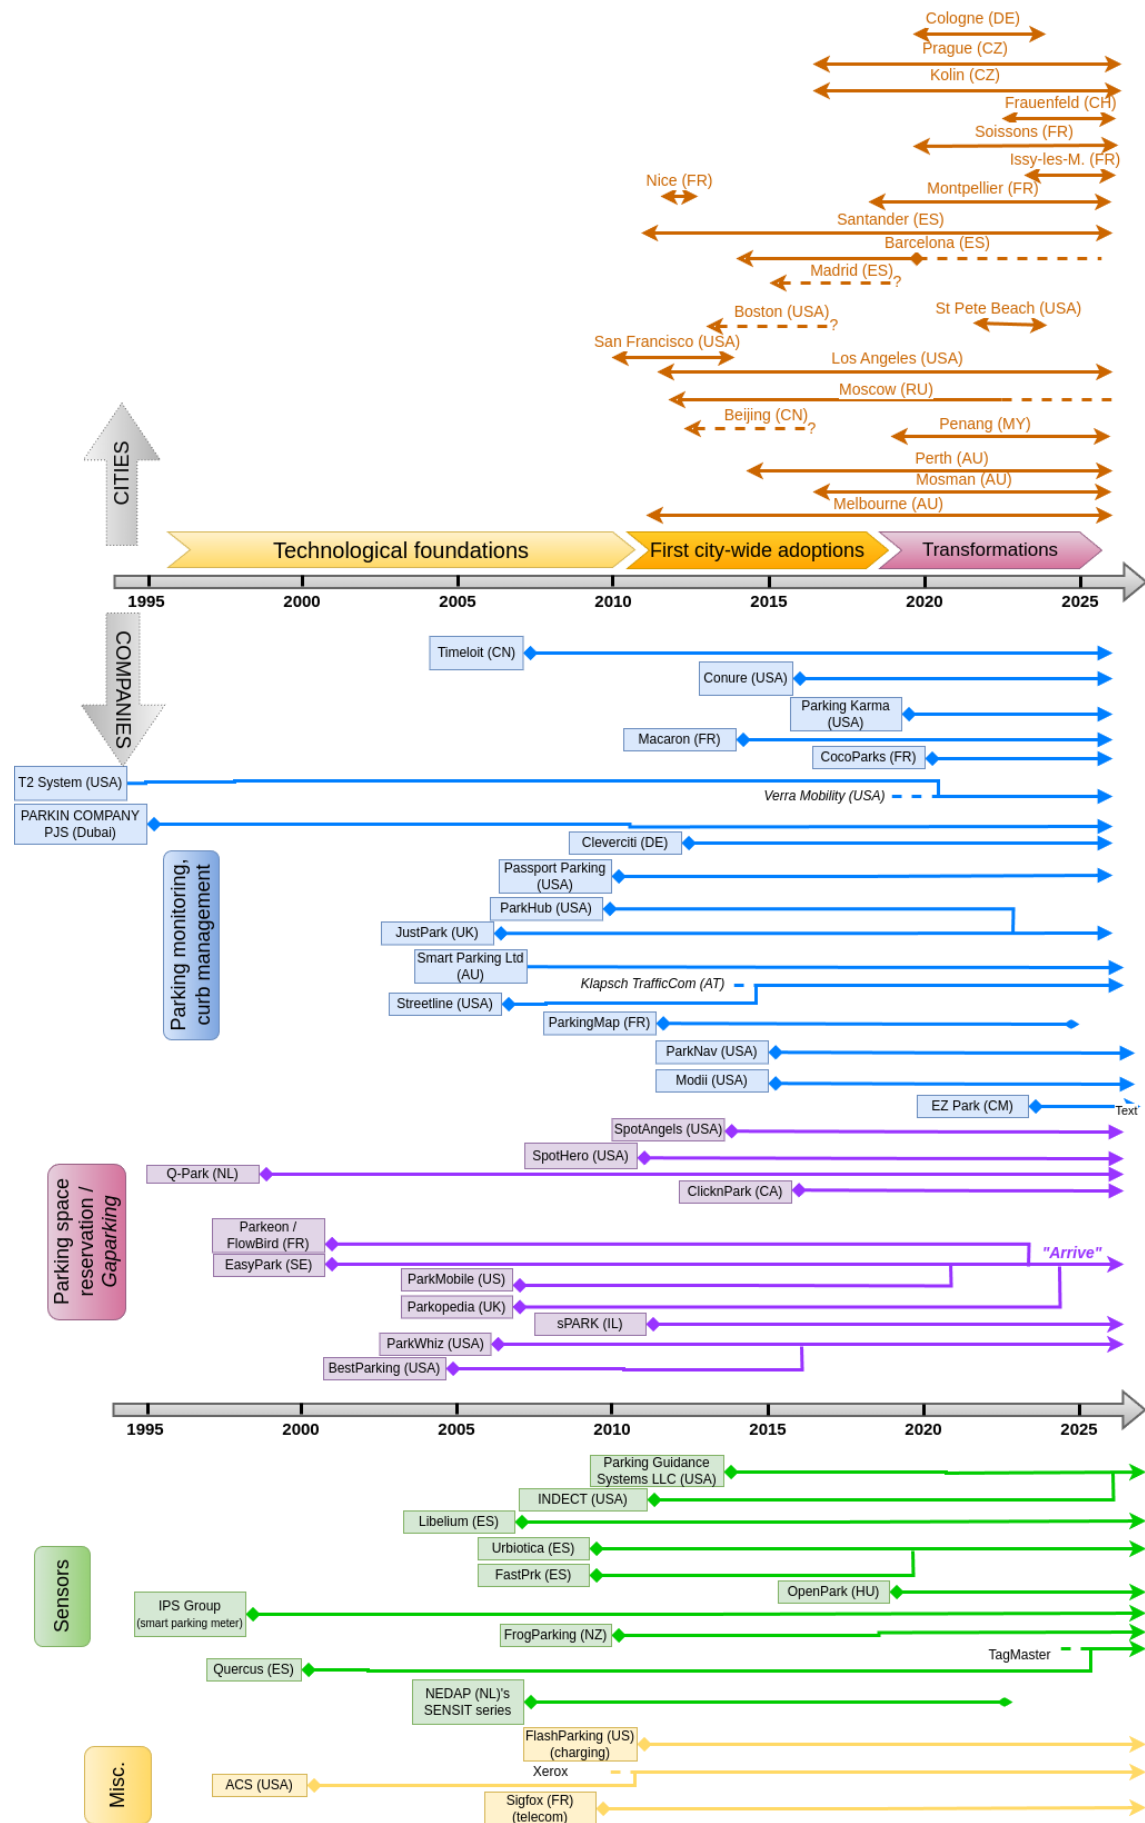 Cologne (DE)
Prague (CZ)
Kolin (CZ)
Frauenfeld (CH)
Soissons (FR)
Issy-les-M. (FR)
Nice (FR)
Montpellier (FR)
Santander (ES)
Barcelona (ES)
Madrid (ES)
?
Boston (USA)
?
St Pete Beach (USA)
San Francisco (USA)
Los Angeles (USA)
Moscow (RU)
Beijing (CN)
?
Penang (MY)
Perth (AU)
Mosman (AU)
Melbourne (AU)
CITIES
Technological foundations
First city-wide adoptions
Transformations
1995
2000
2005
2010
2015
2020
2025
COMPANIES
Timeloit (CN)
Conure (USA)
Parking Karma
(USA)
Macaron (FR)
CocoParks (FR)
T2 System (USA)
Verra Mobility (USA)
PARKIN COMPANY
PJS (Dubai)
Cleverciti (DE)
Parking monitoring,
curb management
Passport Parking
(USA)
ParkHub (USA)
JustPark (UK)
Smart Parking Ltd
(AU)
Klapsch TrafficCom (AT)
Streetline (USA)
ParkingMap (FR)
ParkNav (USA)
Modii (USA)
EZ Park (CM)
Text
SpotAngels (USA)
SpotHero (USA)
Q-Park (NL)
ClicknPark (CA)
Parking space
reservation /
Gaparking
Parkeon /
FlowBird (FR)
"Arrive"
EasyPark (SE)
ParkMobile (US)
Parkopedia (UK)
sPARK (IL)
ParkWhiz (USA)
BestParking (USA)
1995
2000
2005
2010
2015
2020
2025
Parking Guidance
Systems LLC (USA)
INDECT (USA)
Libelium (ES)
Sensors
Urbiotica (ES)
FastPrk (ES)
OpenPark (HU)
IPS Group
(smart parking meter)
FrogParking (NZ)
TagMaster
Quercus (ES)
NEDAP (NL)'s
SENSIT series
Misc.
FlashParking (US)
(charging)
Xerox
ACS (USA)
Sigfox (FR)
(telecom)